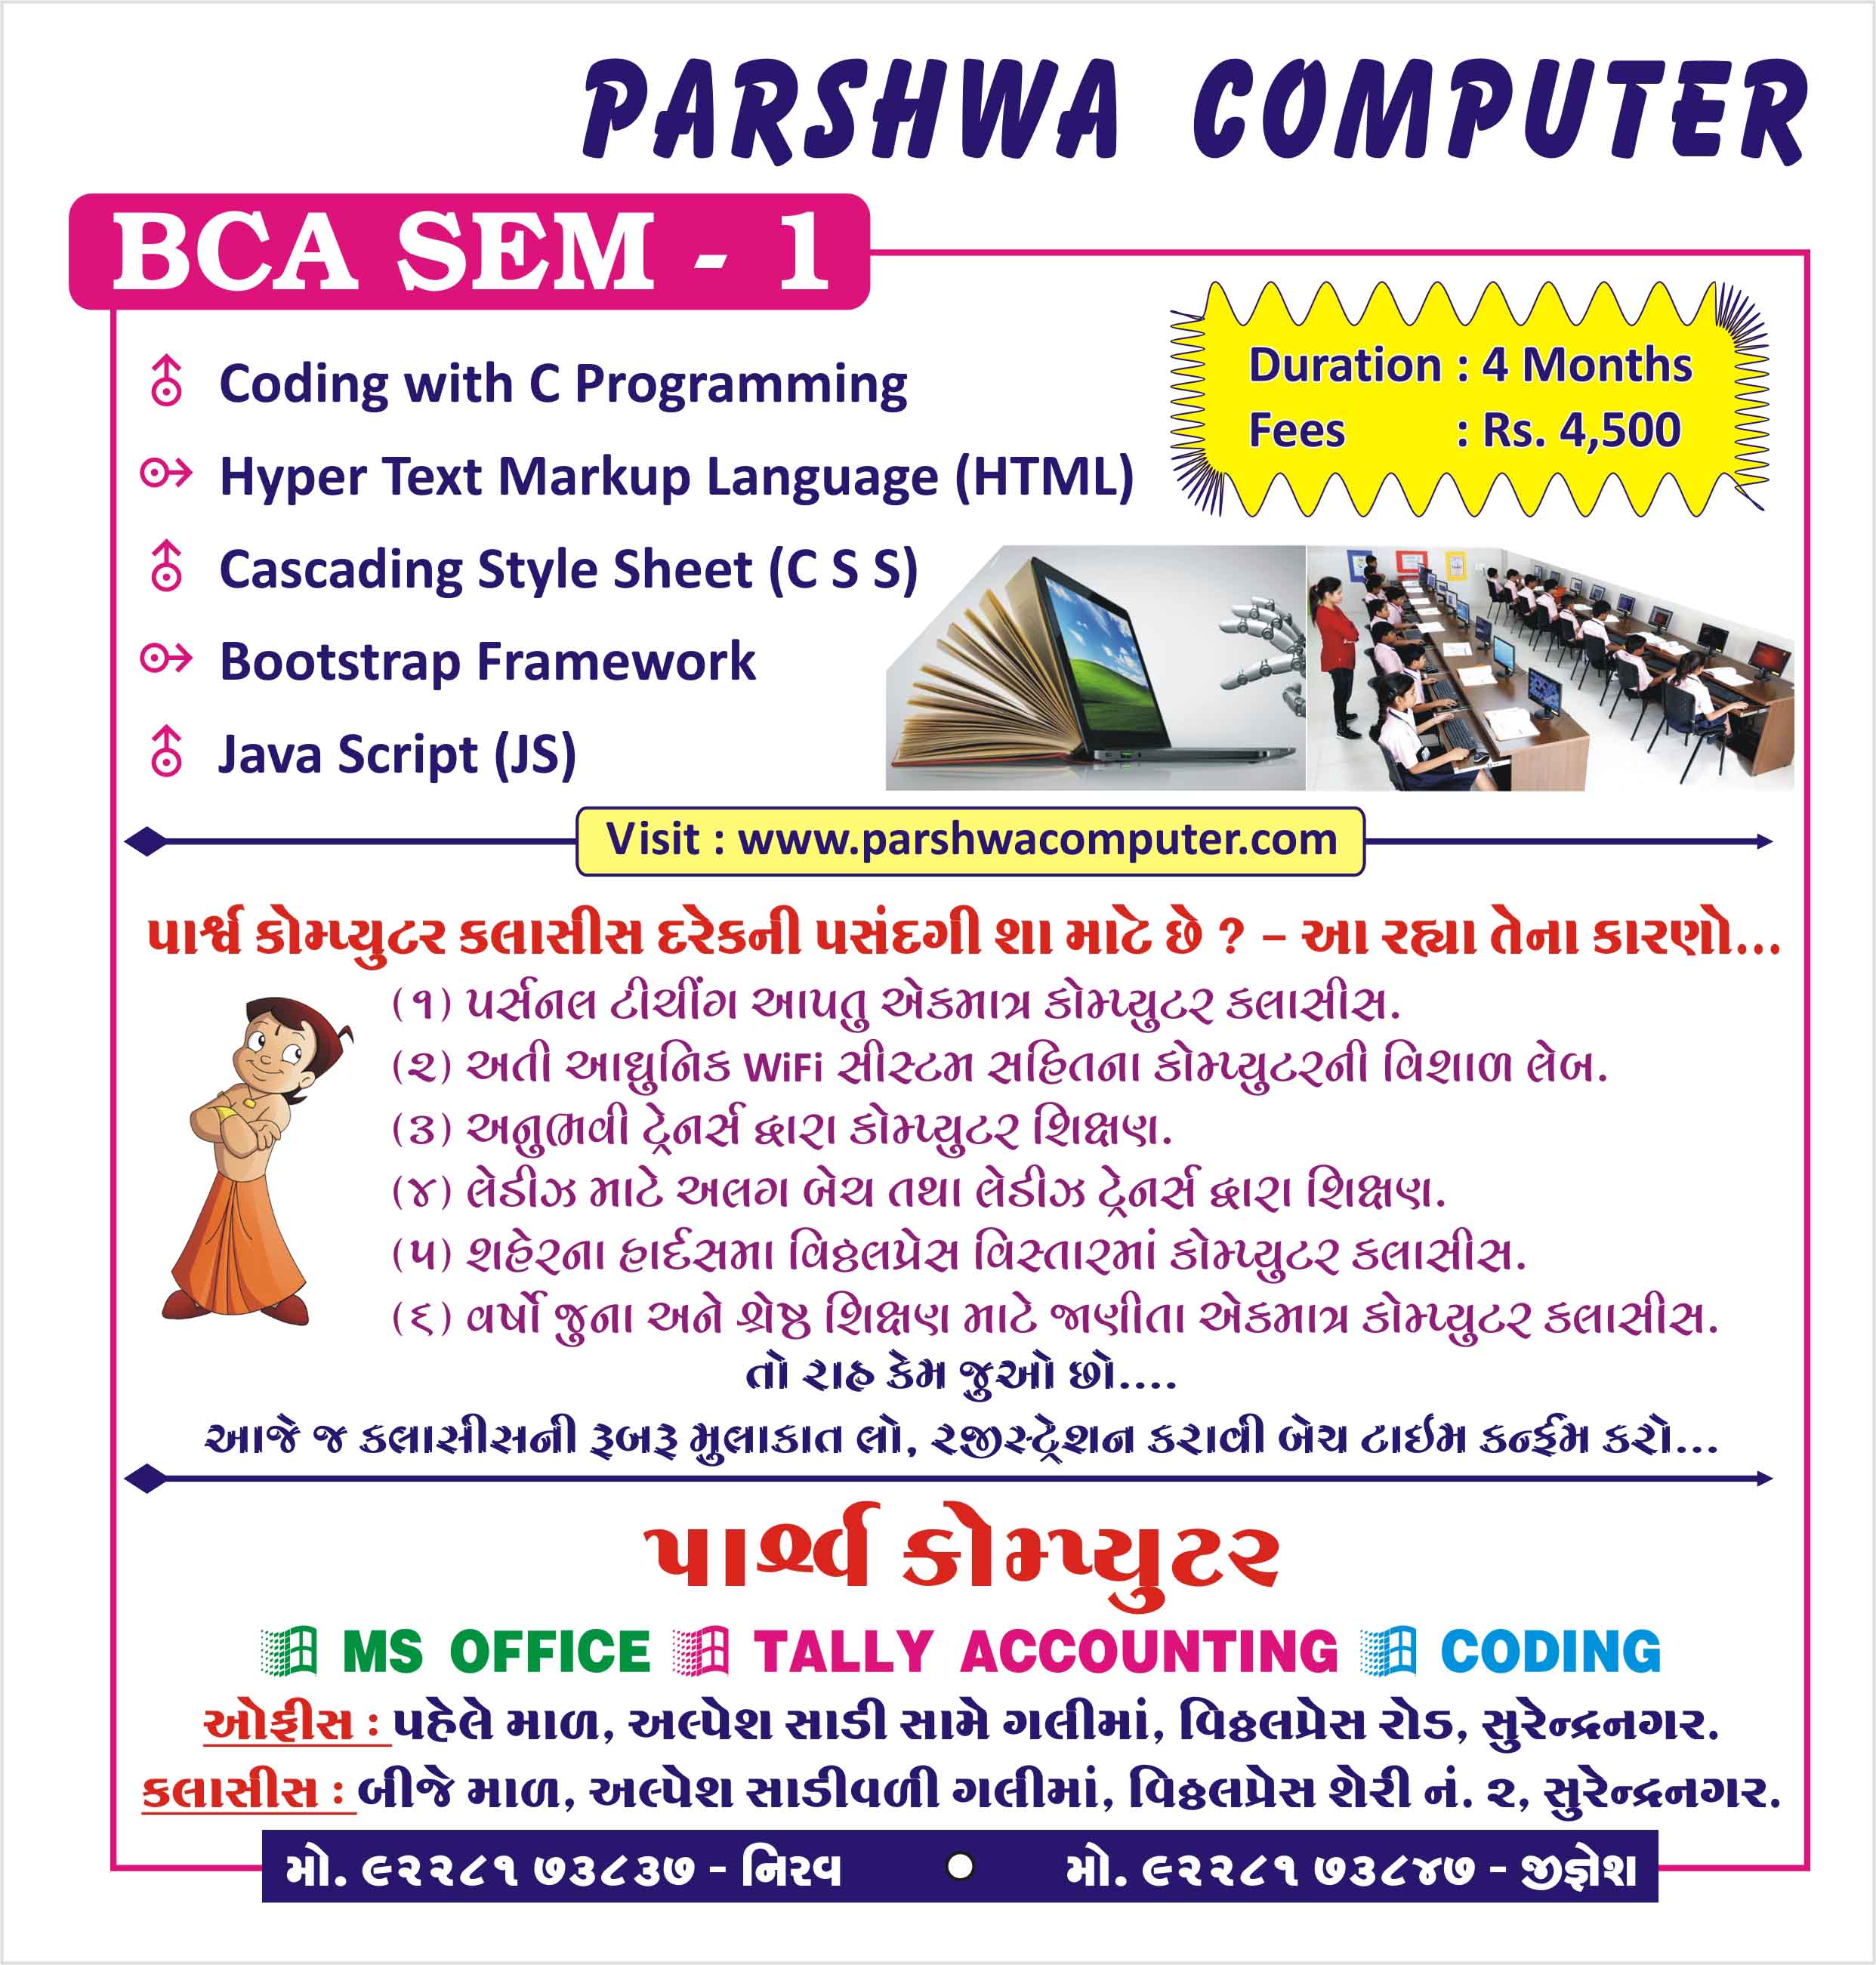 PARSHWA COMPUTER
BCA SEM - 1
Duration : 4 Months
Fees : Rs. 4,500
Coding with C Programming
Hyper Text Markup Language (HTML)
Cascading Style Sheet (C S S)
Bootstrap Framework
Java Script (JS)
Visit : www.parshwacomputer.com
પાર્શ્વ કોમ્પ્યુટર કલાસીસ દરેકની પસંદગી શા માટે છે ? – આ રહ્યા તેના કારણો...
(૧) પર્સનલ ટીચીંગ આપતુ એકમાત્ર કોમ્પ્યુટર કલાસીસ.
(૨) અતી આધુનિક WiFi સીસ્ટમ સહિતના કોમ્પ્યુટરની વિશાળ લેબ.
(૩) અનુભવી ટ્રેનર્સ દ્વારા કોમ્પ્યુટર શિક્ષણ.
(૪) લેડીઝ માટે અલગ બેચ તથા લેડીઝ ટ્રેનર્સ દ્વારા શિક્ષણ.
(૫) શહેરના હાર્દસમા વિઠ્ઠલપ્રેસ વિસ્તારમાં કોમ્પ્યુટર કલાસીસ.
(૬) વર્ષો જુના અને શ્રેષ્ઠ શિક્ષણ માટે જાણીતા એકમાત્ર કોમ્પ્યુટર કલાસીસ.
તો રાહ કેમ જુઓ છો....
આજે જ કલાસીસની રૂબરૂ મુલાકાત લો, રજીસ્ટ્રેશન કરાવી બેચ ટાઇમ કન્ફર્મ કરો...
પાર્શ્વ કોમ્પ્યુટર
MS OFFICE TALLY ACCOUNTING CODING
ઓફીસ : પહેલે માળ, અલ્પેશ સાડી સામે ગલીમાં, વિઠ્ઠલપ્રેસ રોડ, સુરેન્દ્રનગર.
કલાસીસ : બીજે માળ, અલ્પેશ સાડીવળી ગલીમાં, વિઠ્ઠલપ્રેસ શેરી નં. ૨, સુરેન્દ્રનગર.
મો. ૯૨૨૮૧ ૭૩૮૩૭ - નિરવ • મો. ૯૨૨૮૧ ૭૩૮૪૭ - જીજ્ઞેશ